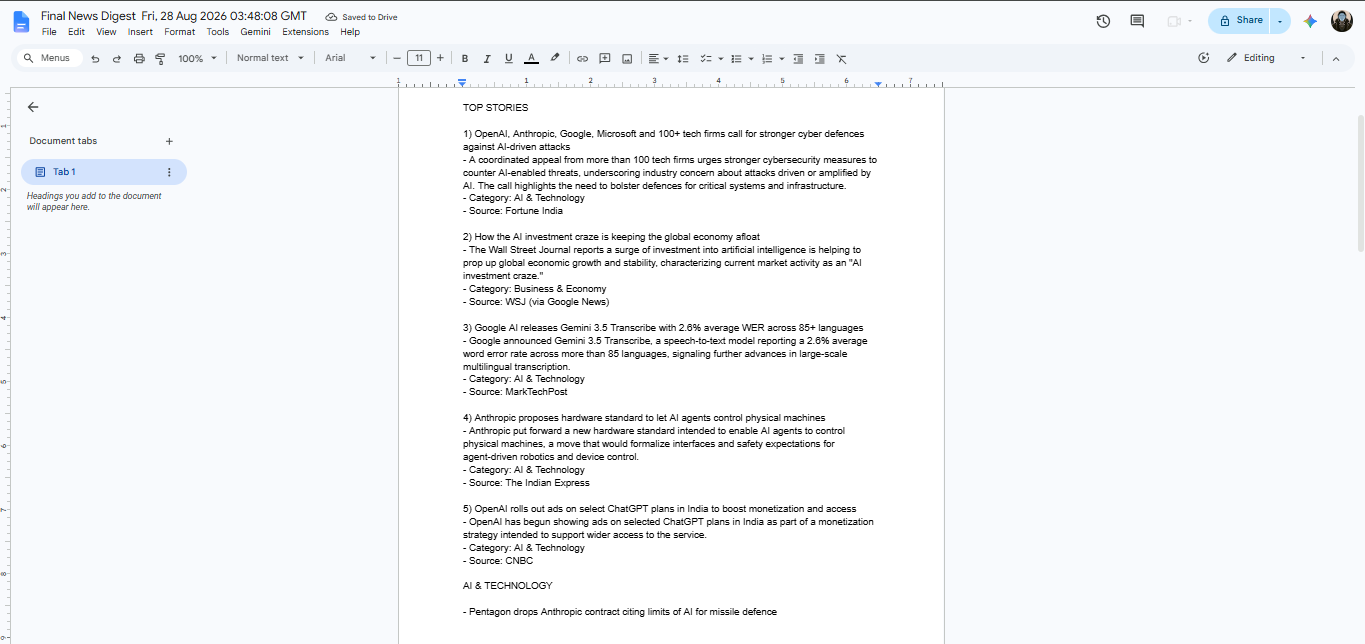 Final News Digest Fri, 28 Aug 2026 03:48:08 GMT
Saved to Drive
File Edit View Insert Format Tools Gemini Extensions Help
Share
Menus
100%
Normal text
Arial
11
Editing
1 1 2 3 4 5 6 7
Document tabs
Tab 1
Headings you add to the document
will appear here.
TOP STORIES
1) OpenAI, Anthropic, Google, Microsoft and 100+ tech firms call for stronger cyber defences
against AI-driven attacks
- A coordinated appeal from more than 100 tech firms urges stronger cybersecurity measures to
counter AI-enabled threats, underscoring industry concern about attacks driven or amplified by
AI. The call highlights the need to bolster defences for critical systems and infrastructure.
- Category: AI & Technology
- Source: Fortune India
2) How the AI investment craze is keeping the global economy afloat
- The Wall Street Journal reports a surge of investment into artificial intelligence is helping to
prop up global economic growth and stability, characterizing current market activity as an "AI
investment craze."
- Category: Business & Economy
- Source: WSJ (via Google News)
3) Google AI releases Gemini 3.5 Transcribe with 2.6% average WER across 85+ languages
- Google announced Gemini 3.5 Transcribe, a speech-to-text model reporting a 2.6% average
word error rate across more than 85 languages, signaling further advances in large-scale
multilingual transcription.
- Category: AI & Technology
- Source: MarkTechPost
4) Anthropic proposes hardware standard to let AI agents control physical machines
- Anthropic put forward a new hardware standard intended to enable AI agents to control
physical machines, a move that would formalize interfaces and safety expectations for
agent-driven robotics and device control.
- Category: AI & Technology
- Source: The Indian Express
5) OpenAI rolls out ads on select ChatGPT plans in India to boost monetization and access
- OpenAI has begun showing ads on selected ChatGPT plans in India as part of a monetization
strategy intended to support wider access to the service.
- Category: AI & Technology
- Source: CNBC
AI & TECHNOLOGY
- Pentagon drops Anthropic contract citing limits of AI for missile defence